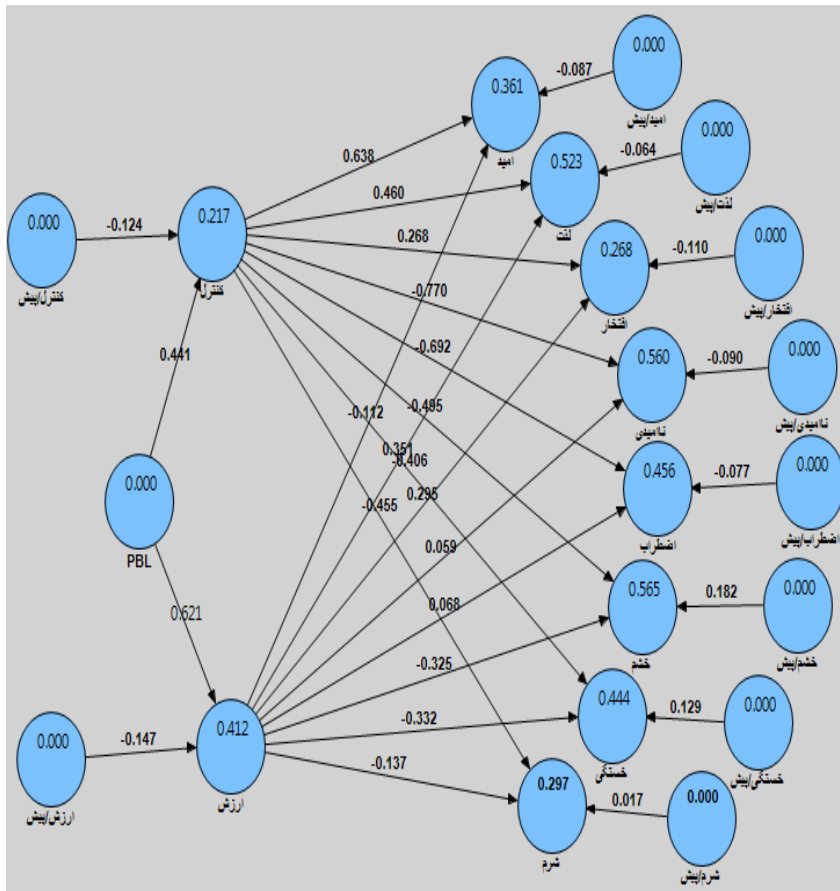 0.000
-0.087
0.361
امید/پیش
امید
0.000
0.638
-0.064
0.523
لذت/پیش
0.460
لذت
0.000
0.217
-0.124
0.000
0.268
-0.110
0.268
کنترل/پیش
کنترل
افتخار/پیش
افتخار
-0.770
0.000
0.441
-0.692
0.560
-0.090
-0.495
-0.112
ناامیدی/پیش
ناامیدی
0.351
-0.406
0.000
0.000
0.456
-0.077
0.295
-0.455
PBL
اضطراب/پیش
اضطراب
0.059
0.000
0.565
0.182
0.068
0.621
خشم/پیش
خشم
-0.325
0.444
0.129
0.000
0.412
-0.332
0.000
-0.147
خستگی/پیش
خستگی
-0.137
0.297
ارزش/پیش
ارزش
0.017
0.000
شرم
شرم/پیش